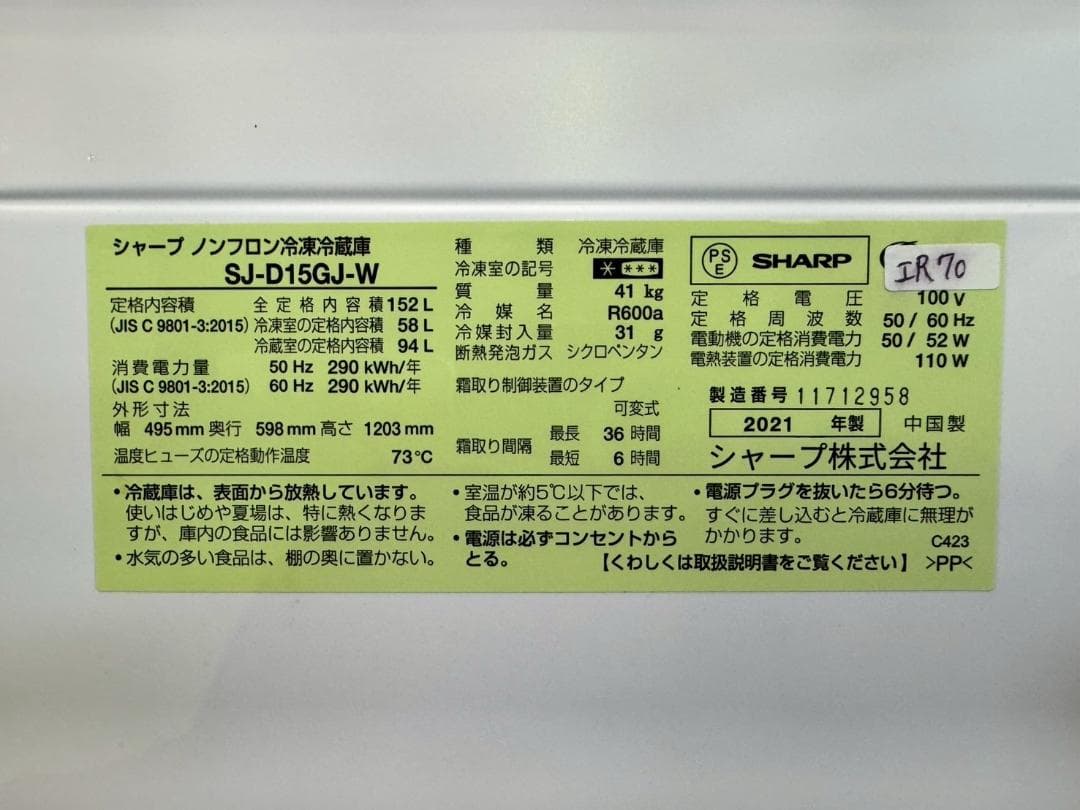 シャープ ノンフロン冷凍冷蔵庫
SJ-D15GJ-W
定格内容積 全定格内容積 152 L
(JIS C 9801-3:2015) 冷凍室の定格内容積 58 L
冷蔵室の定格内容積 94 L
消費電力量 50 Hz 290 kWh/年
(JIS C 9801-3:2015) 60 Hz 290 kWh/年
外形寸法
幅 495 mm 奥行 598 mm 高さ 1203 mm
温度ヒューズの定格動作温度 73℃
種類 冷凍冷蔵庫
冷凍室の記号 * ***
質量 41 kg
冷媒名 R600a
冷媒封入量 31 g
断熱発泡ガス シクロペンタン
霜取り制御装置のタイプ
可変式
霜取り間隔 最長 36 時間
最短 6 時間
PSE SHARP
IR70
定格電圧 100 V
定格周波数 50 / 60 Hz
電動機の定格消費電力 50 / 52 W
電熱装置の定格消費電力 110 W
製造番号 11712958
2021 年製 中国製
シャープ株式会社
・冷蔵庫は、表面から放熱しています。
使いはじめや夏場は、特に熱くなりま
すが、庫内の食品には影響ありません。
・水気の多い食品は、棚の奥に置かない。
・室温が約5℃以下では、
食品が凍ることがあります。
・電源は必ずコンセントから
とる。
・電源プラグを抜いたら6分待つ。
すぐに差し込むと冷蔵庫に無理が
かかります。
C423
【くわしくは取扱説明書をご覧ください】 >PP<